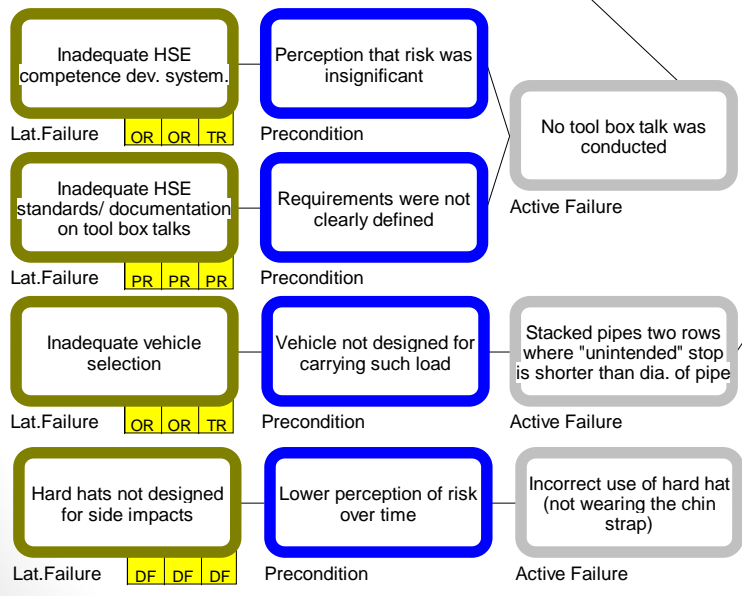 Inadequate HSE
competence dev. system.
Perception that risk was
insignificant
Lat.Failure
OR OR TR
Precondition
No tool box talk was
conducted
Active Failure
Inadequate HSE
standards/ documentation
on tool box talks
Requirements were not
clearly defined
Lat.Failure
PR PR PR
Precondition
Inadequate vehicle
selection
Vehicle not designed for
carrying such load
Stacked pipes two rows
where "unintended" stop
is shorter than dia. of pipe
Lat.Failure
OR OR TR
Precondition
Active Failure
Hard hats not designed
for side impacts
Lower perception of risk
over time
Incorrect use of hard hat
(not wearing the chin
strap)
Lat.Failure
DF DF DF
Precondition
Active Failure